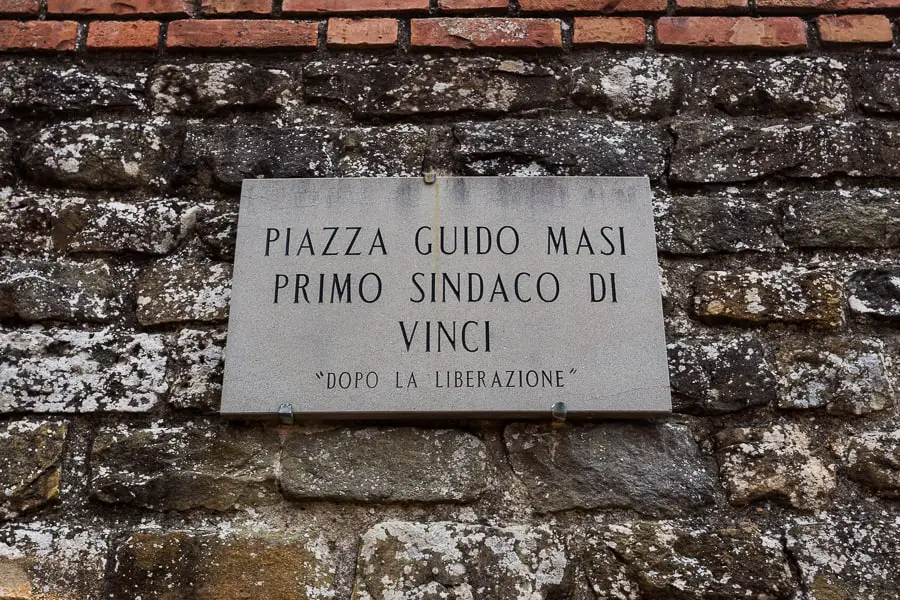 PIAZZA GUIDO MASI
PRIMO SINDACO DI
VINCI
"DOPO LA LIBERAZIONE"